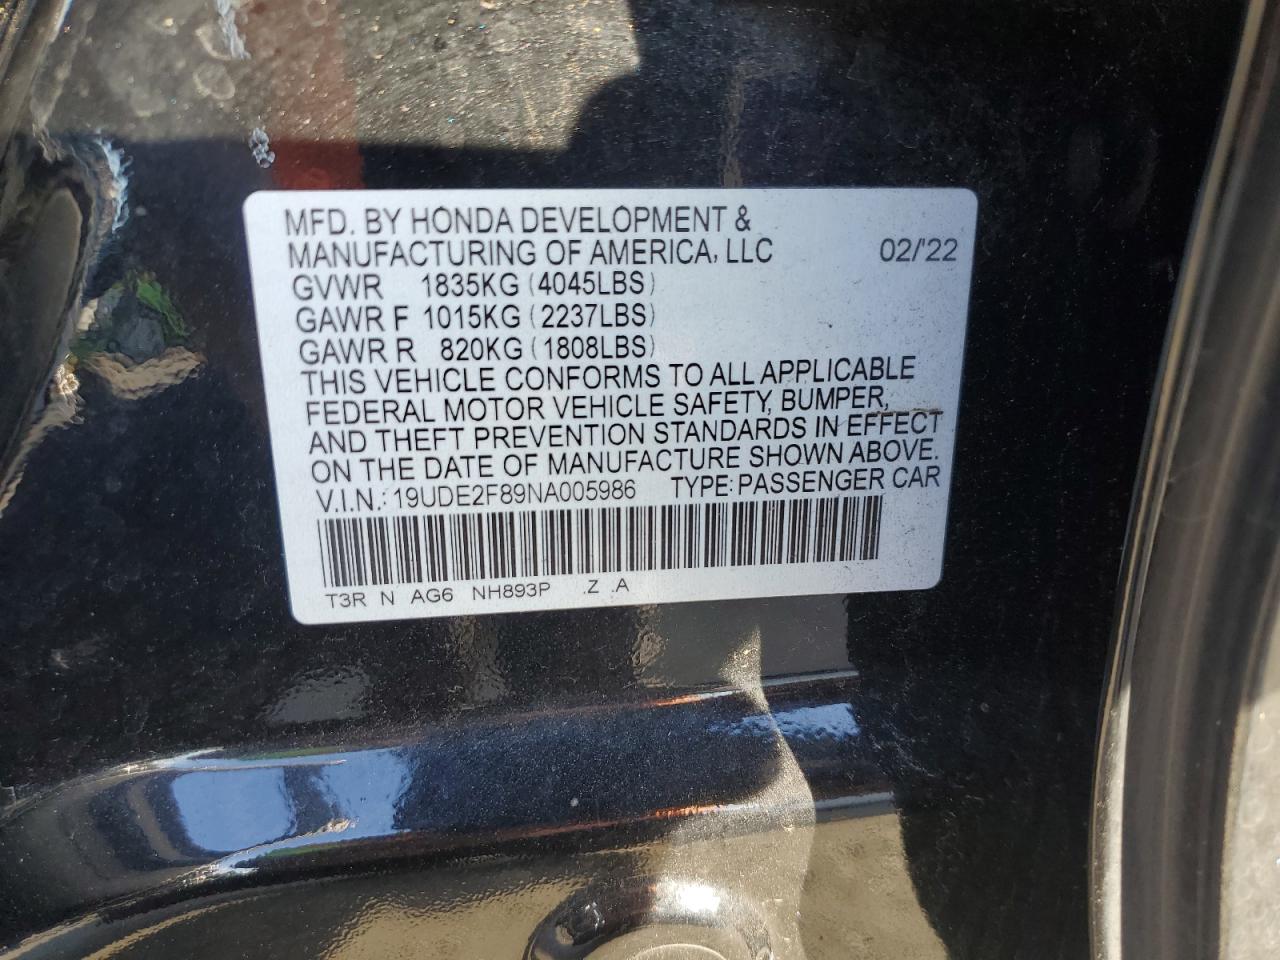 MFD. BY HONDA DEVELOPMENT &
MANUFACTURING OF AMERICA, LLC 02/'22
GVWR 1835KG (4045LBS)
GAWR F 1015KG (2237LBS)
GAWR R 820KG (1808LBS)
THIS VEHICLE CONFORMS TO ALL APPLICABLE
FEDERAL MOTOR VEHICLE SAFETY, BUMPER,
AND THEFT PREVENTION STANDARDS IN EFFECT
ON THE DATE OF MANUFACTURE SHOWN ABOVE.
V.I.N.: 19UDE2F89NA005986 TYPE: PASSENGER CAR
T3R N AG6 NH893P .Z .A